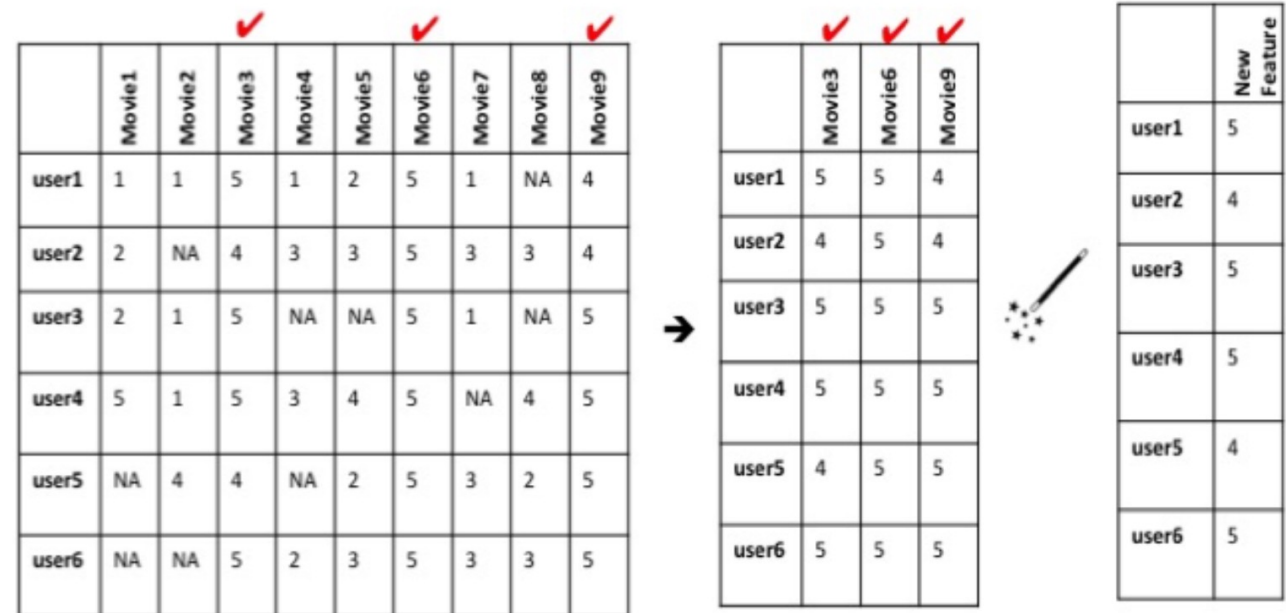 Movie1 Movie2 Movie3 Movie4 Movie5 Movie6 Movie7 Movie8 Movie9
user1 1 1 5 1 2 5 1 NA 4
user2 2 NA 4 3 3 5 3 3 4
user3 2 1 5 NA NA 5 1 NA 5
user4 5 1 5 3 4 5 NA 4 5
user5 NA 4 4 NA 2 5 3 2 5
user6 NA NA 5 2 3 5 3 3 5
Movie3 Movie6 Movie9
user1 5 5 4
user2 4 5 4
user3 5 5 5
user4 5 5 5
user5 4 5 5
user6 5 5 5
New
Feature
user1 5
user2 4
user3 5
user4 5
user5 4
user6 5